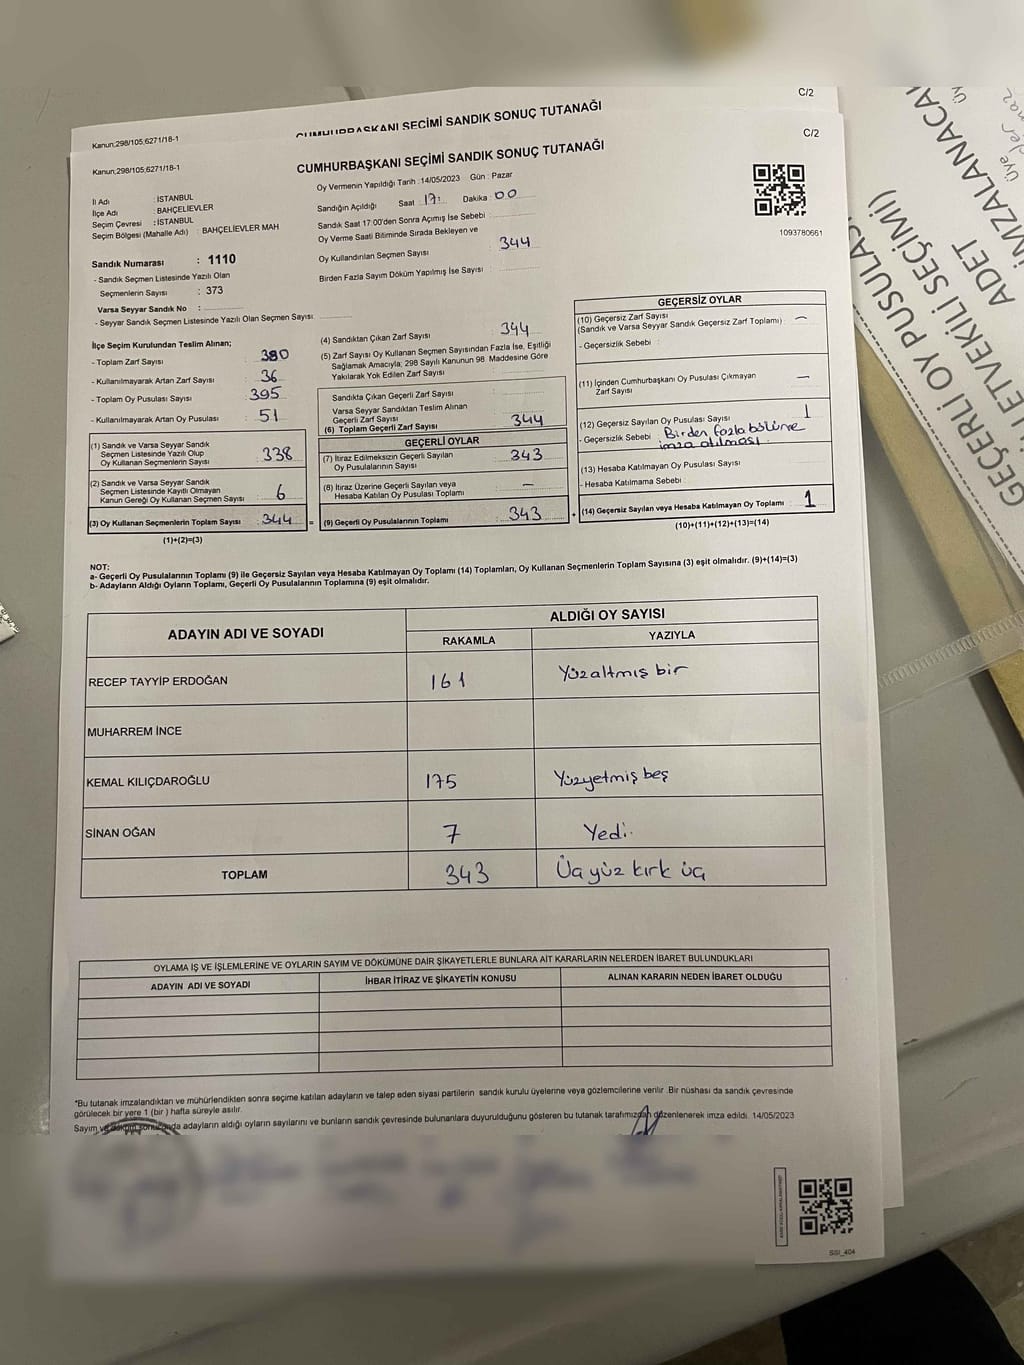 C/2
Kanun;298/105;6271/18-1
CUMHURBAŞKANI SEÇİMİ SANDIK SONUÇ TUTANAĞI
C/2
Kanun;298/105;6271/18-1
CUMHURBAŞKANI SEÇİMİ SANDIK SONUÇ TUTANAĞI
Oy Vermenin Yapıldığı Tarih :14/05/2023 Gün : Pazar
İl Adı : İSTANBUL
İlçe Adı : BAHÇELİEVLER
Seçim Çevresi : İSTANBUL
Seçim Bölgesi (Mahalle Adı) : BAHÇELİEVLER MAH
Sandığın Açıldığı Saat 17: Dakika 00
Sandık Saat 17:00'den Sonra Açımış İse Sebebi
Oy Verme Saati Bitiminde Sırada Bekleyen ve
Oy Kullandırılan Seçmen Sayısı : 344
Birden Fazla Sayım Döküm Yapılmış İse Sayısı :
1093780661
Sandık Numarası : 1110
- Sandık Seçmen Listesinde Yazılı Olan
Seçmenlerin Sayısı : 373
Varsa Seyyar Sandık No :
- Seyyar Sandık Seçmen Listesinde Yazılı Olan Seçmen Sayısı:
İlçe Seçim Kurulundan Teslim Alınan;
- Toplam Zarf Sayısı : 380
- Kullanılmayarak Artan Zarf Sayısı : 36
- Toplam Oy Pusulası Sayısı : 395
- Kullanılmayarak Artan Oy Pusulası : 51
(1) Sandık ve Varsa Seyyar Sandık
Seçmen Listesinde Yazılı Olup
Oy Kullanan Seçmenlerin Sayısı : 338
(2) Sandık ve Varsa Seyyar Sandık
Seçmen Listesinde Kayıtlı Olmayan
Kanun Gereği Oy Kullanan Seçmen Sayısı : 6
(3) Oy Kullanan Seçmenlerin Toplam Sayısı : 344 =
(1)+(2)=(3)
(4) Sandıktan Çıkan Zarf Sayısı : 344
(5) Zarf Sayısı Oy Kullanan Seçmen Sayısından Fazla İse, Eşitliği
Sağlamak Amacıyla; 298 Sayılı Kanunun 98. Maddesine Göre
Yakılarak Yok Edilen Zarf Sayısı :
Sandıkta Çıkan Geçerli Zarf Sayısı :
Varsa Seyyar Sandıktan Teslim Alınan
Geçerli Zarf Sayısı :
(6) Toplam Geçerli Zarf Sayısı : 344
GEÇERLİ OYLAR
(7) İtiraz Edilmeksizin Geçerli Sayılan
Oy Pusulalarının Sayısı : 343
(8) İtiraz Üzerine Geçerli Sayılan veya
Hesaba Katılan Oy Pusulası Toplamı : –
(9) Geçerli Oy Pusulalarının Toplamı : 343 +
GEÇERSİZ OYLAR
(10) Geçersiz Zarf Sayısı
(Sandık ve Varsa Seyyar Sandık Geçersiz Zarf Toplamı) : –
- Geçersizlik Sebebi :
(11) İçinden Cumhurbaşkanı Oy Pusulası Çıkmayan
Zarf Sayısı : –
(12) Geçersiz Sayılan Oy Pusulası Sayısı : 1
- Geçersizlik Sebebi : Birden fazla bölüme
imza atılması
(13) Hesaba Katılmayan Oy Pusulası Sayısı :
- Hesaba Katılmama Sebebi :
(14) Geçersiz Sayılan veya Hesaba Katılmayan Oy Toplamı : 1
(10)+(11)+(12)+(13)=(14)
NOT:
a- Geçerli Oy Pusulalarının Toplamı (9) ile Geçersiz Sayılan veya Hesaba Katılmayan Oy Toplamı (14) Toplamları, Oy Kullanan Seçmenlerin Toplam Sayısına (3) eşit olmalıdır. (9)+(14)=(3)
b- Adayların Aldığı Oyların Toplamı, Geçerli Oy Pusulalarının Toplamına (9) eşit olmalıdır.
ADAYIN ADI VE SOYADI
ALDIĞI OY SAYISI
RAKAMLA YAZIYLA
RECEP TAYYİP ERDOĞAN 161 Yüzaltmış bir
MUHARREM İNCE
KEMAL KILIÇDAROĞLU 175 Yüzyetmiş beş
SİNAN OĞAN 7 Yedi.
TOPLAM 343 Üçyüz kırk üç
OYLAMA İŞ VE İŞLEMLERİNE VE OYLARIN SAYIM VE DÖKÜMÜNE DAİR ŞİKAYETLERLE BUNLARA AİT KARARLARIN NELERDEN İBARET BULUNDUKLARI
ADAYIN ADI VE SOYADI İHBAR İTİRAZ VE ŞİKAYETİN KONUSU ALINAN KARARIN NEDEN İBARET OLDUĞU
*Bu tutanak imzalandıktan ve mühürlendikten sonra seçime katılan adayların ve talep eden siyasi partilerin sandık kurulu üyelerine veya gözlemcilerine verilir .Bir nüshası da sandık çevresinde
görülecek bir yere 1 (bir ) hafta süreyle asılır.
Sayım ve döküm sonucunda adayların aldığı oyların sayılarını ve bunların sandık çevresinde bulunanlara duyurulduğunu gösteren bu tutanak tarafımızdan düzenlenerek imza edildi. 14/05/2023
SSI_404
GEÇERLİ OY PUSULAS
ETVEKİLİ SEÇİMİ)
ADET
İMZALANACA